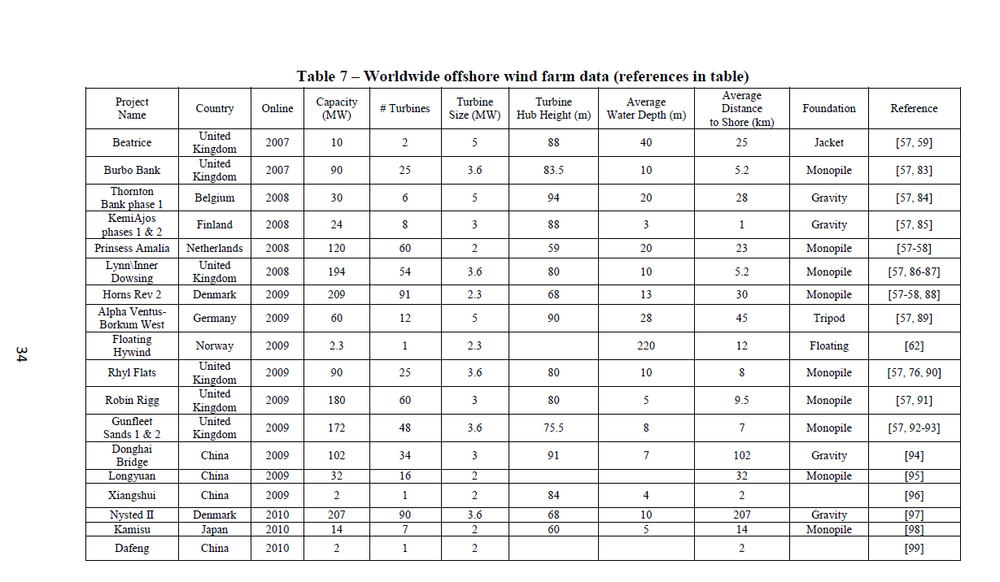 Table 7 – Worldwide offshore wind farm data (references in table)
Project Name Country Online Capacity (MW) # Turbines Turbine Size (MW) Turbine Hub Height (m) Average Water Depth (m) Average Distance to Shore (km) Foundation Reference
Beatrice United Kingdom 2007 10 2 5 88 40 25 Jacket [57, 59]
Burbo Bank United Kingdom 2007 90 25 3.6 83.5 10 5.2 Monopile [57, 83]
Thornton Bank phase 1 Belgium 2008 30 6 5 94 20 28 Gravity [57, 84]
KemiAjos phases 1 & 2 Finland 2008 24 8 3 88 3 1 Gravity [57, 85]
Prinsess Amalia Netherlands 2008 120 60 2 59 20 23 Monopile [57-58]
Lynn\Inner Dowsing United Kingdom 2008 194 54 3.6 80 10 5.2 Monopile [57, 86-87]
Horns Rev 2 Denmark 2009 209 91 2.3 68 13 30 Monopile [57-58, 88]
Alpha Ventus-Borkum West Germany 2009 60 12 5 90 28 45 Tripod [57, 89]
Floating Hywind Norway 2009 2.3 1 2.3 220 12 Floating [62]
Rhyl Flats United Kingdom 2009 90 25 3.6 80 10 8 Monopile [57, 76, 90]
Robin Rigg United Kingdom 2009 180 60 3 80 5 9.5 Monopile [57, 91]
Gunfleet Sands 1 & 2 United Kingdom 2009 172 48 3.6 75.5 8 7 Monopile [57, 92-93]
Donghai Bridge China 2009 102 34 3 91 7 102 Gravity [94]
Longyuan China 2009 32 16 2 32 Monopile [95]
Xiangshui China 2009 2 1 2 84 4 2 [96]
Nysted II Denmark 2010 207 90 3.6 68 10 207 Gravity [97]
Kamisu Japan 2010 14 7 2 60 5 14 Monopile [98]
Dafeng China 2010 2 1 2 2 [99]
34